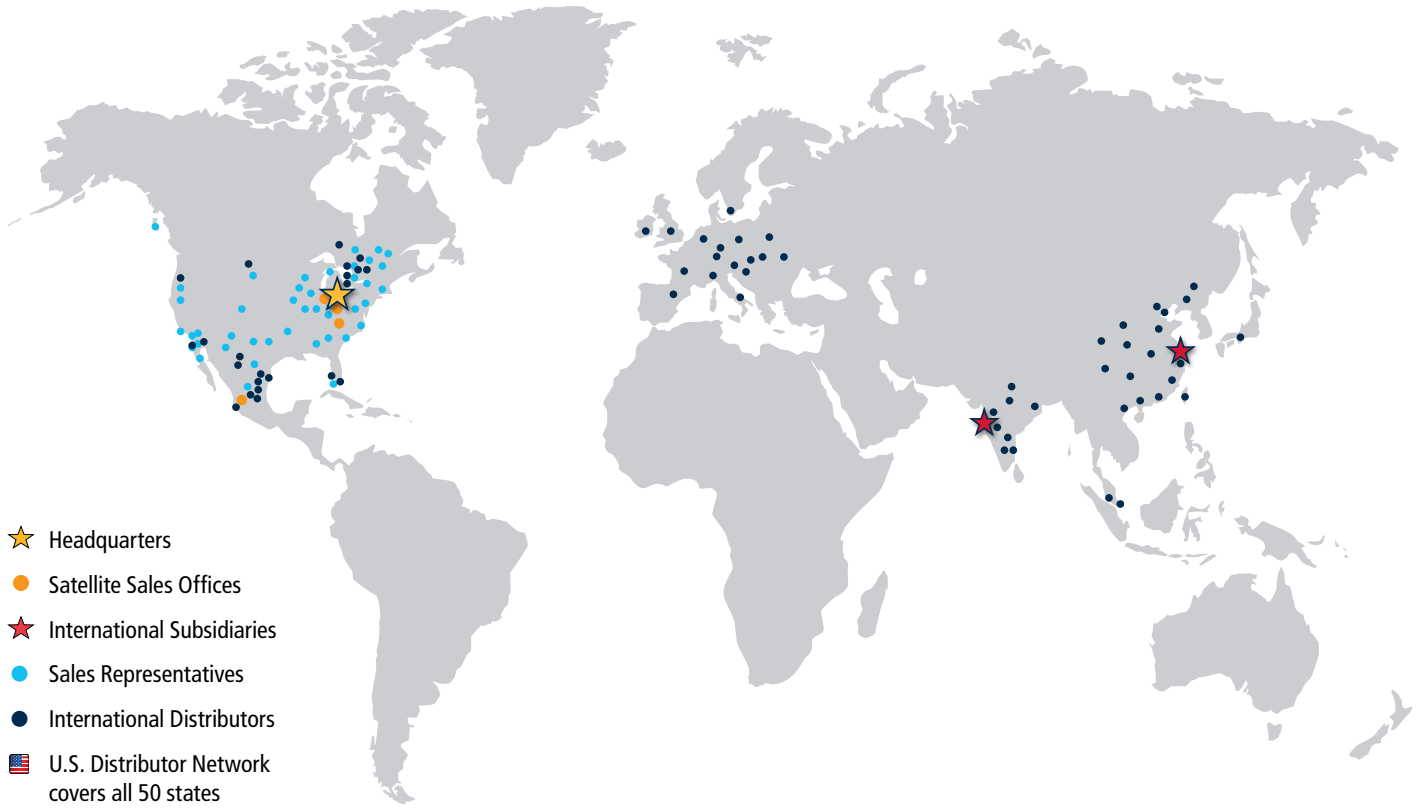 Headquarters
Satellite Sales Offices
International Subsidiaries
Sales Representatives
International Distributors
U.S. Distributor Network
covers all 50 states